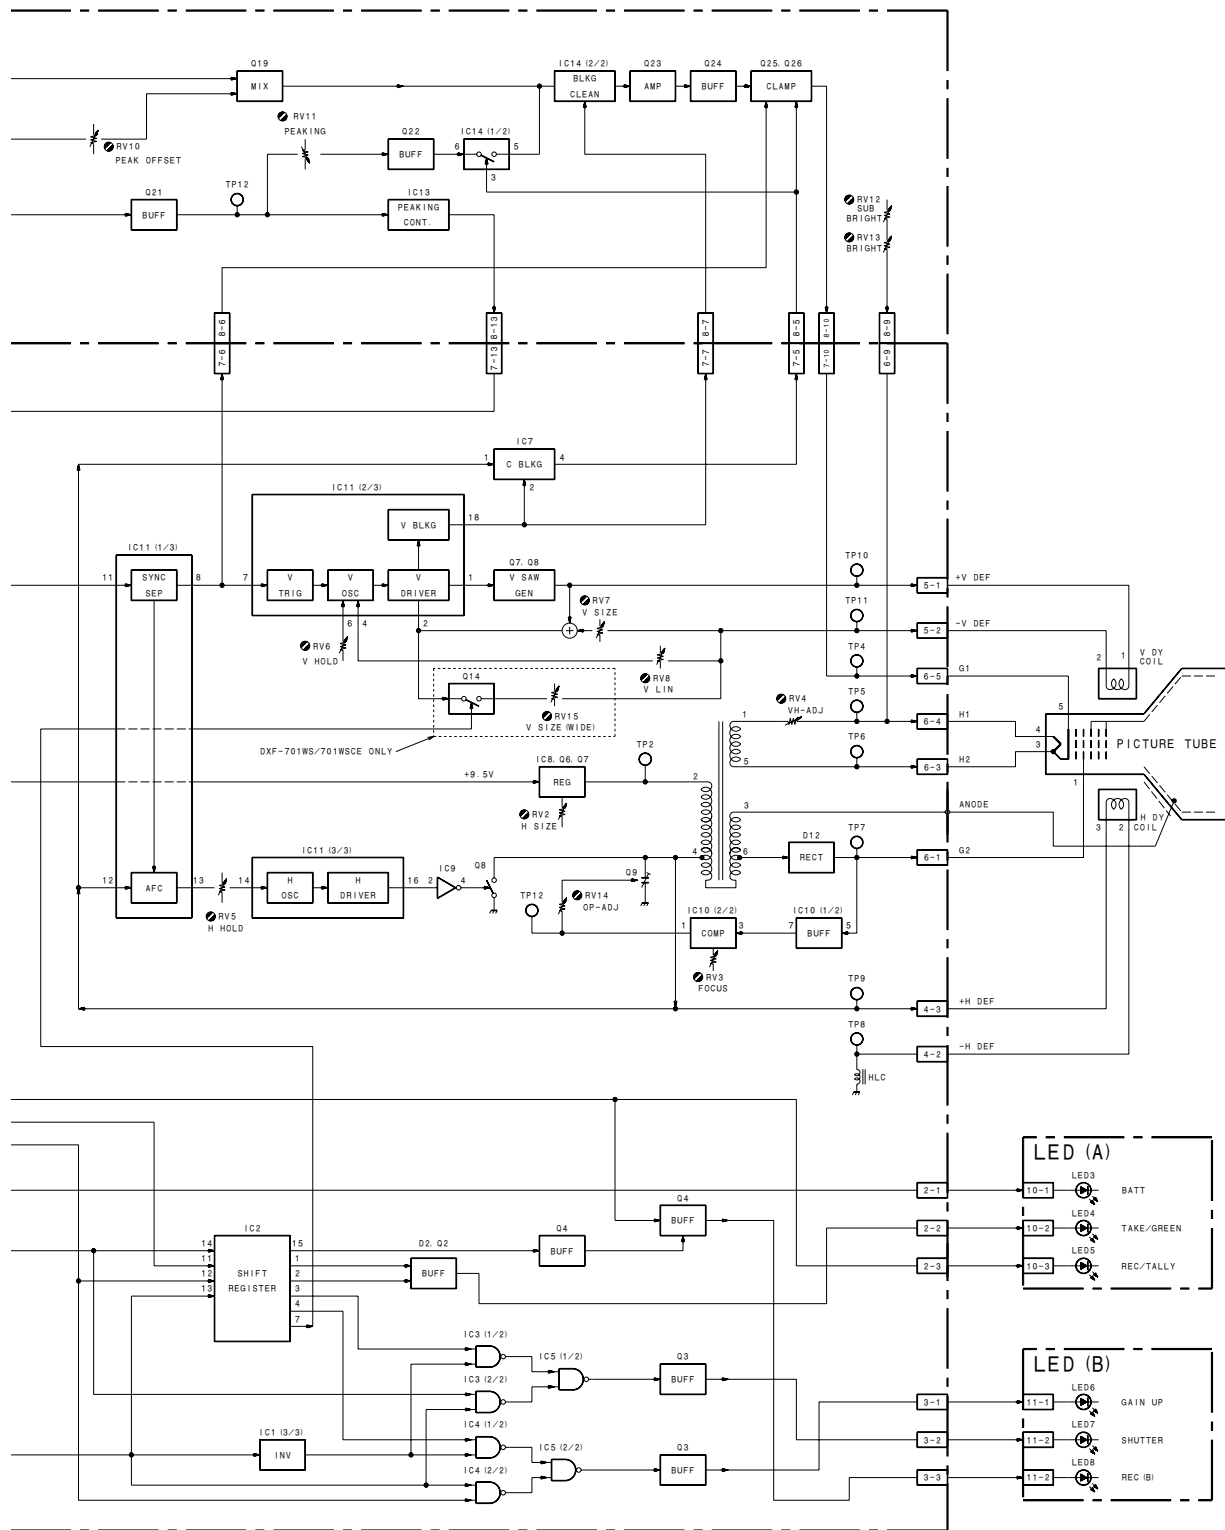 Q19
MIX
IC14 (2/2)
BLKG
CLEAN
Q23
AMP
Q24
BUFF
Q25. Q26
CLAMP
RV10
PEAK OFFSET
RV11
PEAKING
Q22
BUFF
6
IC14 (1/2)
5
3
Q21
BUFF
TP12
IC13
PEAKING
CONT.
RV12
SUB
BRIGHT
RV13
BRIGHT
7-6 8-6
7-13 8-13
7-7 8-7
7-5 8-5
7-10 8-10
6-9 8-9
IC7
1
C BLKG
4
2
IC11 (2/3)
V BLKG
18
IC11 (1/3)
11
SYNC
SEP
8
7
V
TRIG
V
OSC
V
DRIVER
1
Q7. Q8
V SAW
GEN
6
4
2
RV6
V HOLD
RV7
V SIZE
RV8
V LIN
Q14
RV15
V SIZE (WIDE)
DXF-701WS/701WSCE ONLY
TP10
5-1
+V DEF
TP11
5-2
-V DEF
TP4
6-5
G1
TP5
6-4
H1
TP6
6-3
H2
RV4
VH-ADJ
1
5
V DY
COIL
2
1
5
4
3
1
PICTURE TUBE
H DY
COIL
3
2
+9.5V
IC8. Q6. Q7
REG
RV2
H SIZE
TP2
2
4
3
6
ANODE
D12
RECT
TP7
6-1
G2
12
AFC
13
RV5
H HOLD
14
IC11 (3/3)
H
OSC
H
DRIVER
16
2
IC9
4
Q8
TP12
RV14
OP-ADJ
Q9
1
IC10 (2/2)
COMP
3
RV3
FOCUS
7
IC10 (1/2)
BUFF
5
TP9
4-3
+H DEF
TP8
4-2
-H DEF
HLC
LED (A)
2-1
10-1
LED3
BATT
2-2
10-2
LED4
TAKE/GREEN
2-3
10-3
LED5
REC/TALLY
IC2
SHIFT
REGISTER
14
11
12
13
15
1
2
3
4
7
D2. Q2
BUFF
Q4
BUFF
Q4
BUFF
IC3 (1/2)
IC3 (2/2)
IC5 (1/2)
Q3
BUFF
IC4 (1/2)
IC4 (2/2)
IC5 (2/2)
Q3
BUFF
IC1 (3/3)
INV
LED (B)
3-1
11-1
LED6
GAIN UP
3-2
11-2
LED7
SHUTTER
3-3
11-2
LED8
REC (B)